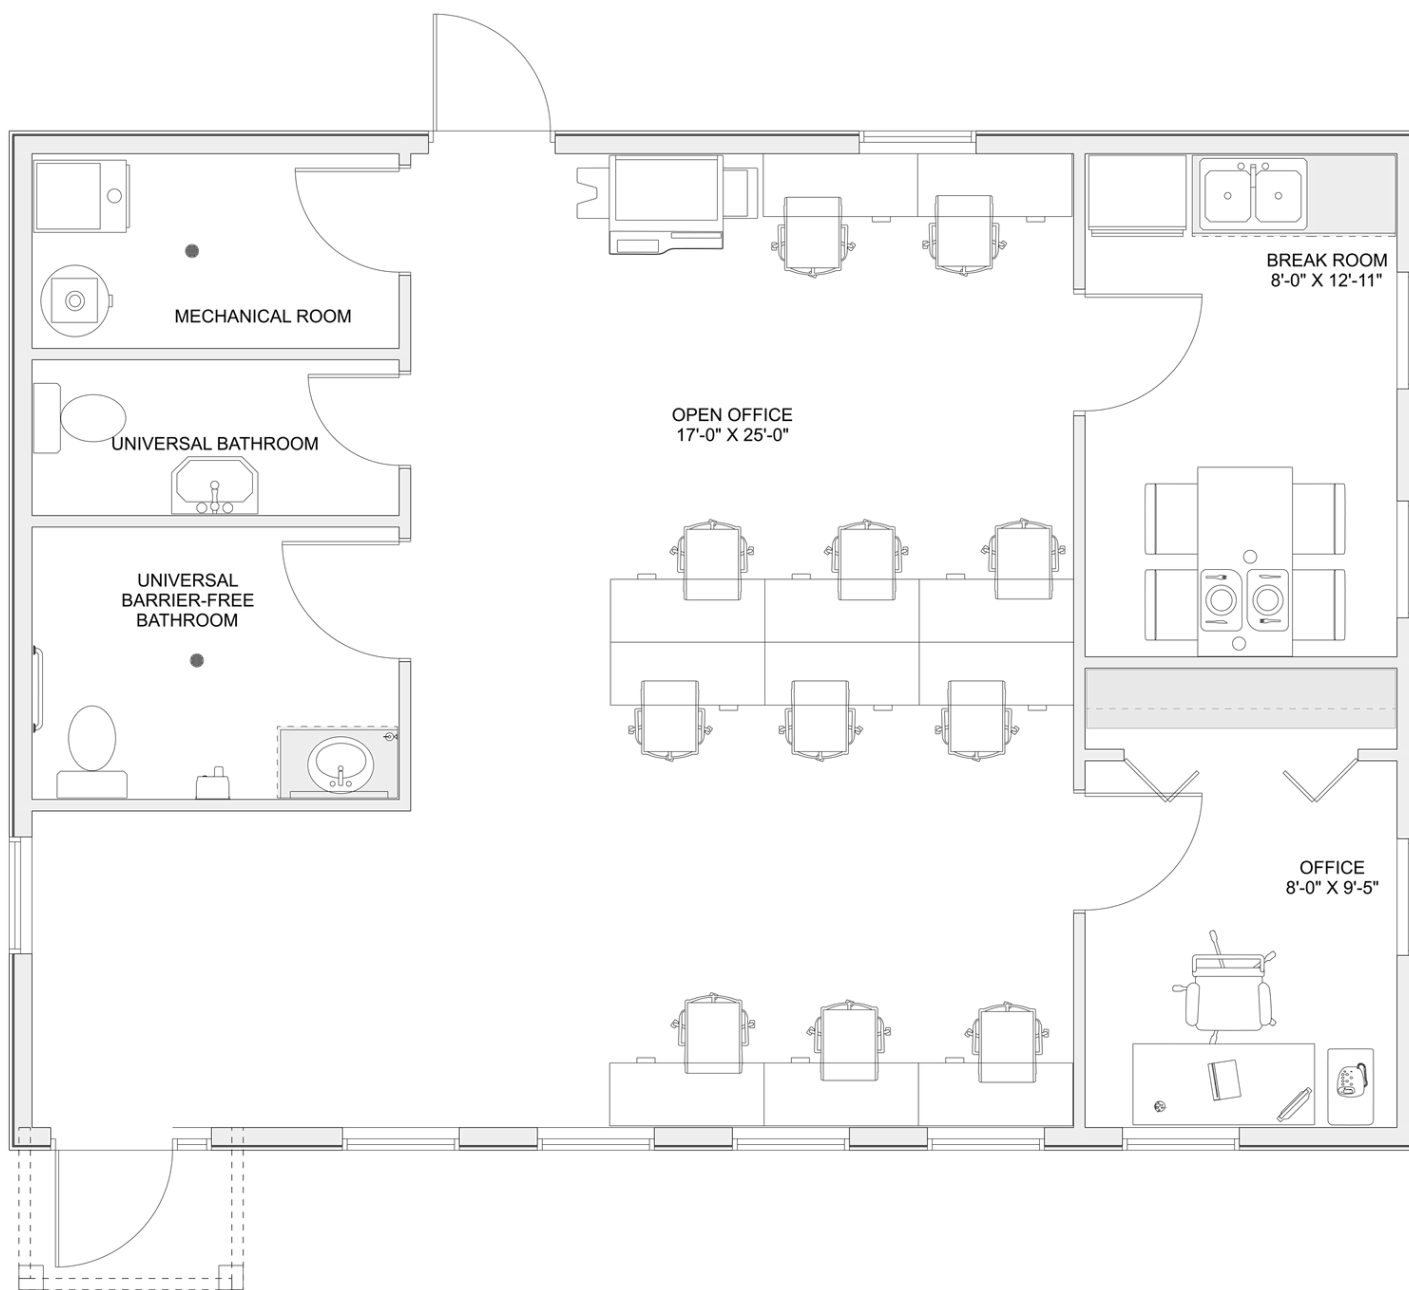 MECHANICAL ROOM
UNIVERSAL BATHROOM
UNIVERSAL
BARRIER-FREE
BATHROOM
OPEN OFFICE
17'-0" X 25'-0"
BREAK ROOM
8'-0" X 12'-11"
OFFICE
8'-0" X 9'-5"